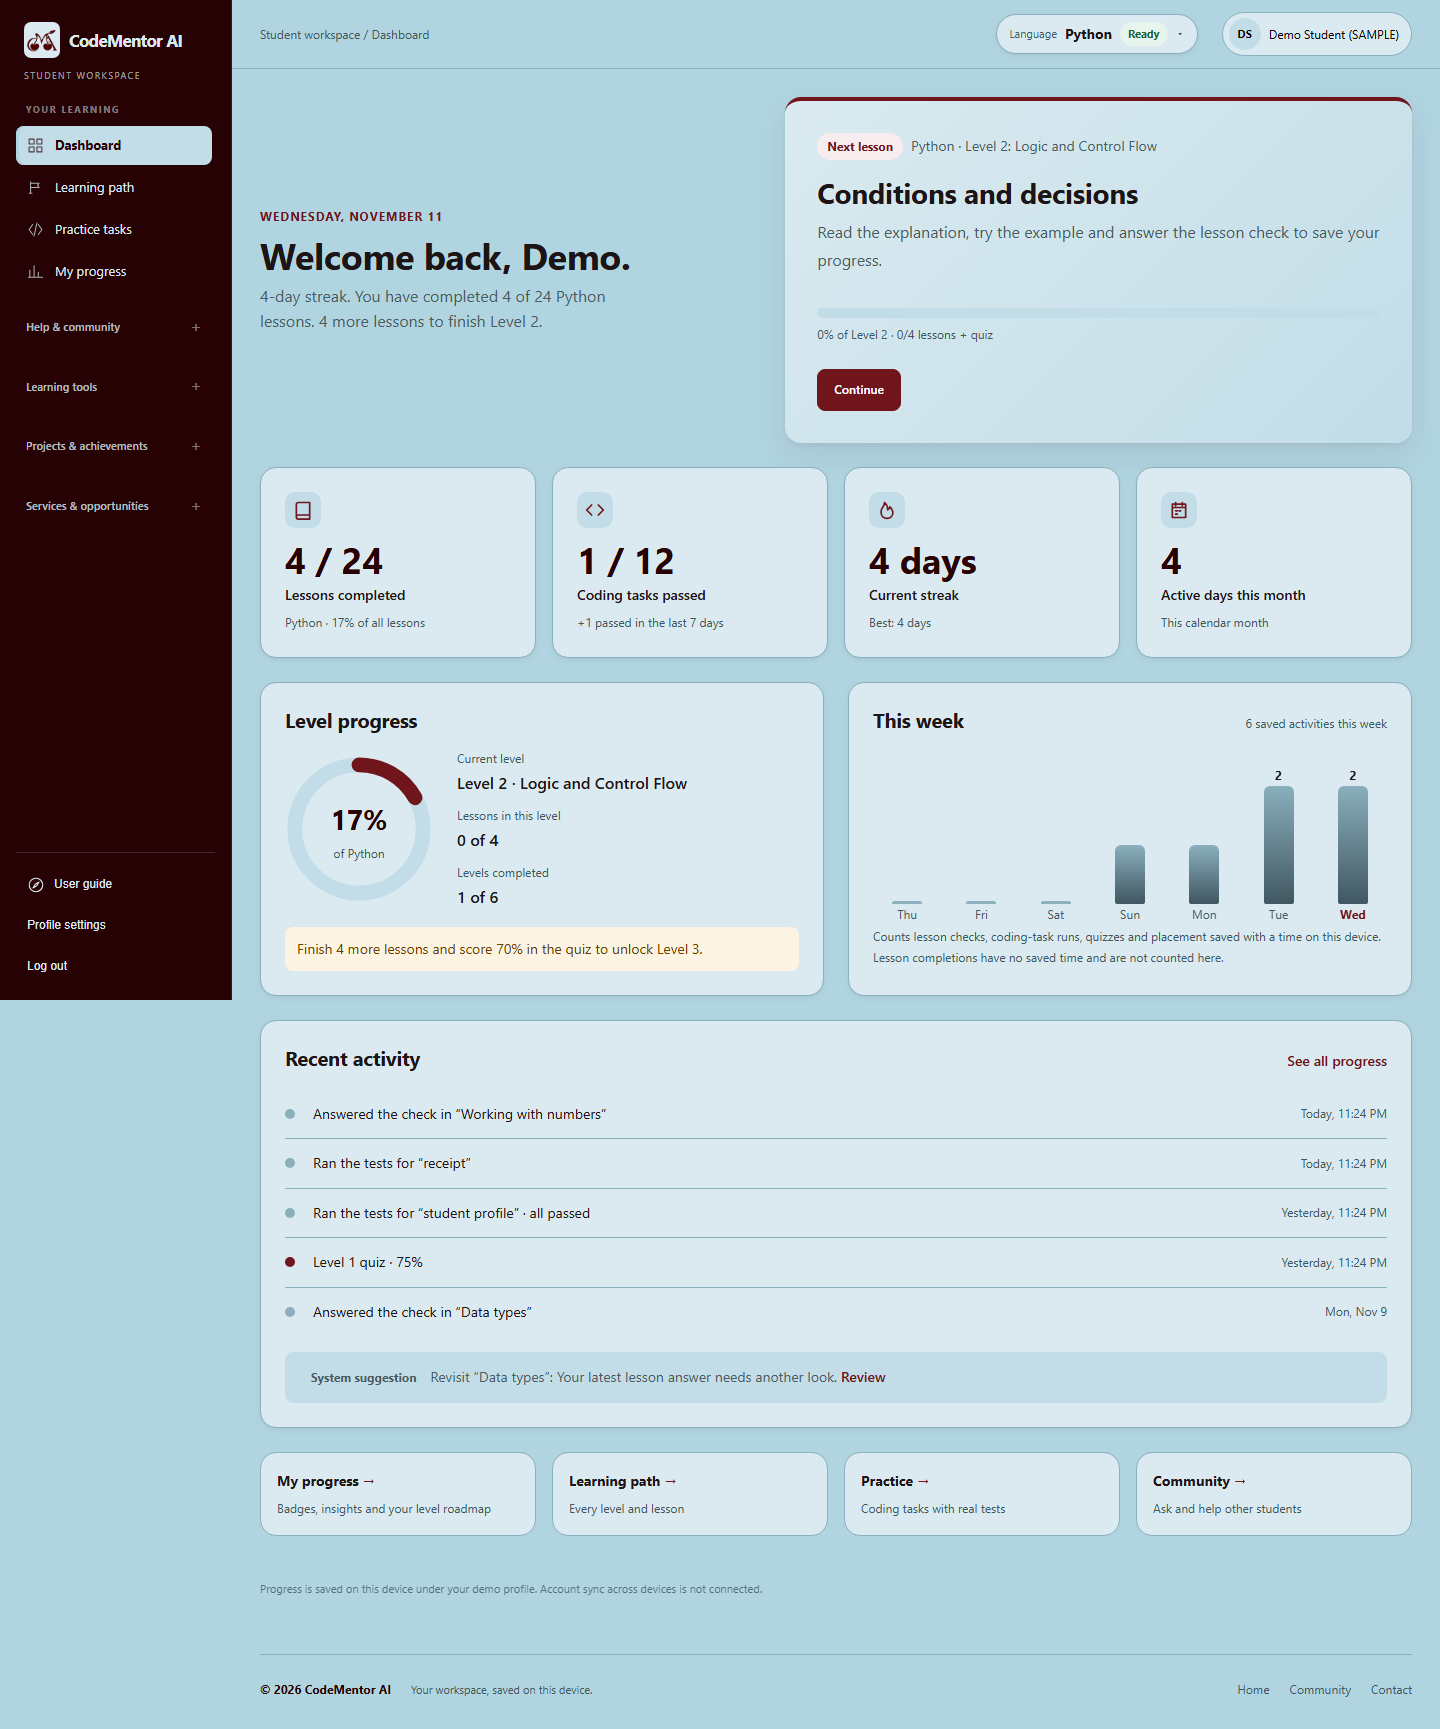 CodeMentor AI
STUDENT WORKSPACE
YOUR LEARNING
Dashboard
Learning path
Practice tasks
My progress
Help & community +
Learning tools +
Projects & achievements +
Services & opportunities +
User guide
Profile settings
Log out
Student workspace / Dashboard
Language Python Ready
DS Demo Student (SAMPLE)
WEDNESDAY, NOVEMBER 11
Welcome back, Demo.
4-day streak. You have completed 4 of 24 Python
lessons. 4 more lessons to finish Level 2.
Next lesson Python · Level 2: Logic and Control Flow
Conditions and decisions
Read the explanation, try the example and answer the lesson check to save your
progress.
0% of Level 2 · 0/4 lessons + quiz
Continue
4 / 24
Lessons completed
Python · 17% of all lessons
1 / 12
Coding tasks passed
+1 passed in the last 7 days
4 days
Current streak
Best: 4 days
4
Active days this month
This calendar month
Level progress
17%
of Python
Current level
Level 2 · Logic and Control Flow
Lessons in this level
0 of 4
Levels completed
1 of 6
Finish 4 more lessons and score 70% in the quiz to unlock Level 3.
This week
6 saved activities this week
2 2
Thu Fri Sat Sun Mon Tue Wed
Counts lesson checks, coding-task runs, quizzes and placement saved with a time on this device.
Lesson completions have no saved time and are not counted here.
Recent activity
See all progress
Answered the check in “Working with numbers” Today, 11:24 PM
Ran the tests for “receipt” Today, 11:24 PM
Ran the tests for “student profile” · all passed Yesterday, 11:24 PM
Level 1 quiz · 75% Yesterday, 11:24 PM
Answered the check in “Data types” Mon, Nov 9
System suggestion Revisit “Data types”: Your latest lesson answer needs another look. Review
My progress →
Badges, insights and your level roadmap
Learning path →
Every level and lesson
Practice →
Coding tasks with real tests
Community →
Ask and help other students
Progress is saved on this device under your demo profile. Account sync across devices is not connected.
© 2026 CodeMentor AI Your workspace, saved on this device.
Home Community Contact